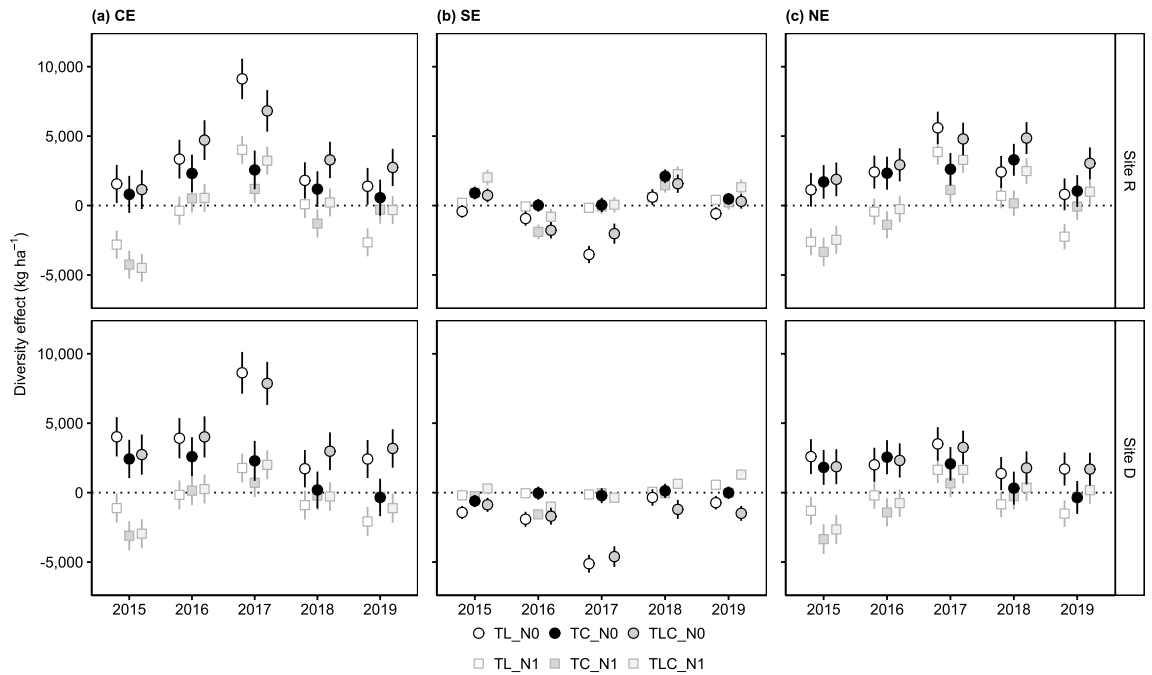 (a) CE
(b) SE
(c) NE
Diversity effect (kg ha⁻¹)
10,000
5,000
0
-5,000
Site R
10,000
5,000
0
-5,000
Site D
2015 2016 2017 2018 2019
2015 2016 2017 2018 2019
2015 2016 2017 2018 2019
TL_N0 TC_N0 TLC_N0
TL_N1 TC_N1 TLC_N1